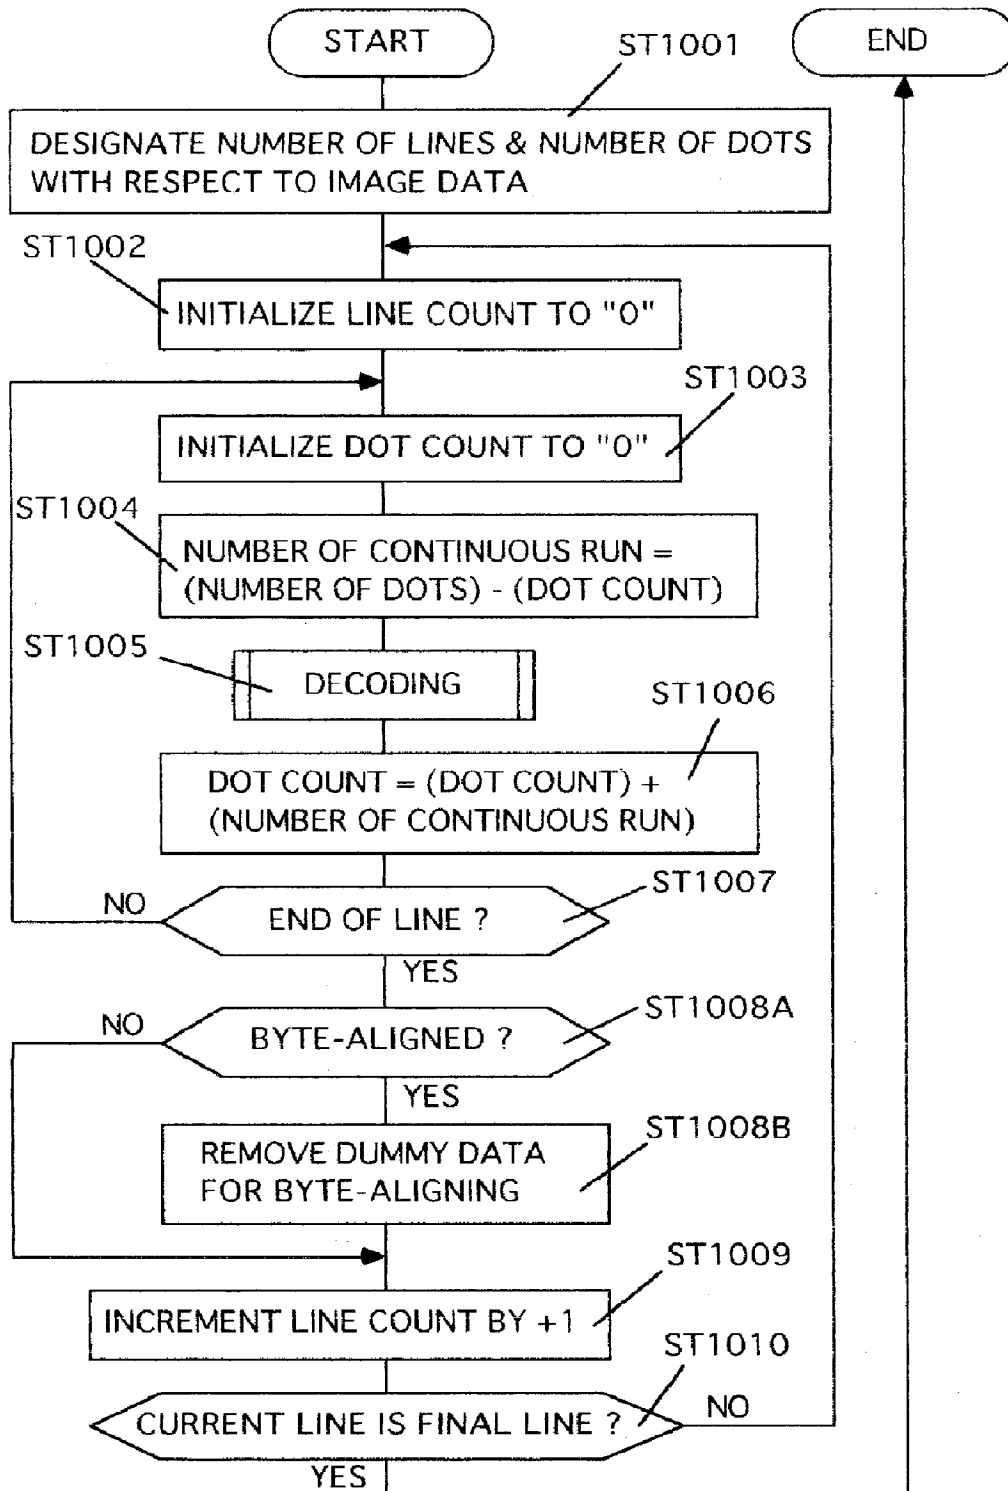 START
ST1001
END
DESIGNATE NUMBER OF LINES & NUMBER OF DOTS
WITH RESPECT TO IMAGE DATA
ST1002
INITIALIZE LINE COUNT TO "0"
ST1003
INITIALIZE DOT COUNT TO "0"
ST1004
NUMBER OF CONTINUOUS RUN =
(NUMBER OF DOTS) - (DOT COUNT)
ST1005
DECODING
ST1006
DOT COUNT = (DOT COUNT) +
(NUMBER OF CONTINUOUS RUN)
ST1007
NO
END OF LINE ?
YES
ST1008A
NO
BYTE-ALIGNED ?
YES
ST1008B
REMOVE DUMMY DATA
FOR BYTE-ALIGNING
ST1009
INCREMENT LINE COUNT BY +1
ST1010
CURRENT LINE IS FINAL LINE ?
NO
YES